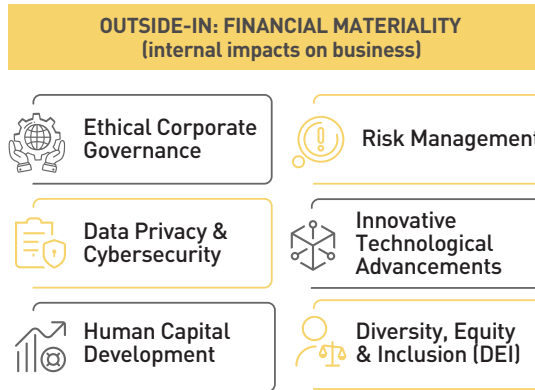 OUTSIDE-IN: FINANCIAL MATERIALITY
(internal impacts on business)
Ethical Corporate
Governance
Risk Management
Data Privacy &
Cybersecurity
Innovative
Technological
Advancements
Human Capital
Development
Diversity, Equity
& Inclusion (DEI)